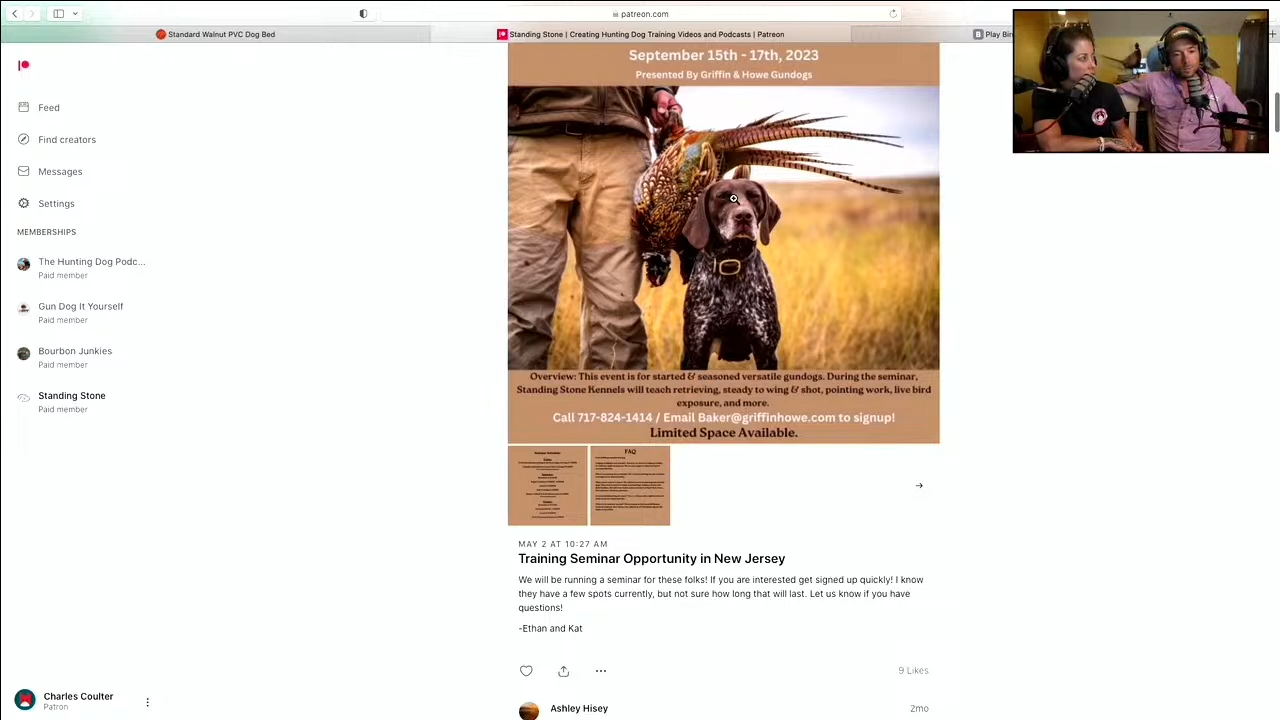 patreon.com
Standard Walnut PVC Dog Bed
Standing Stone | Creating Hunting Dog Training Videos and Podcasts | Patreon
Play Bir
Feed
Find creators
Messages
Settings
MEMBERSHIPS
The Hunting Dog Podc...
Paid member
Gun Dog It Yourself
Paid member
Bourbon Junkies
Paid member
Standing Stone
Paid member
Charles Coulter
Patron
September 15th - 17th, 2023
Presented By Griffin & Howe Gundogs
Overview: This event is for started & seasoned versatile gundogs. During the seminar,
Standing Stone Kennels will teach retrieving, steady to wing & shot, pointing work, live bird
exposure, and more.
Call 717-824-1414 / Email Baker@griffinhowe.com to signup!
Limited Space Available.
FAQ
MAY 2 AT 10:27 AM
Training Seminar Opportunity in New Jersey
We will be running a seminar for these folks! If you are interested get signed up quickly! I know
they have a few spots currently, but not sure how long that will last. Let us know if you have
questions!
-Ethan and Kat
9 Likes
Ashley Hisey
2mo